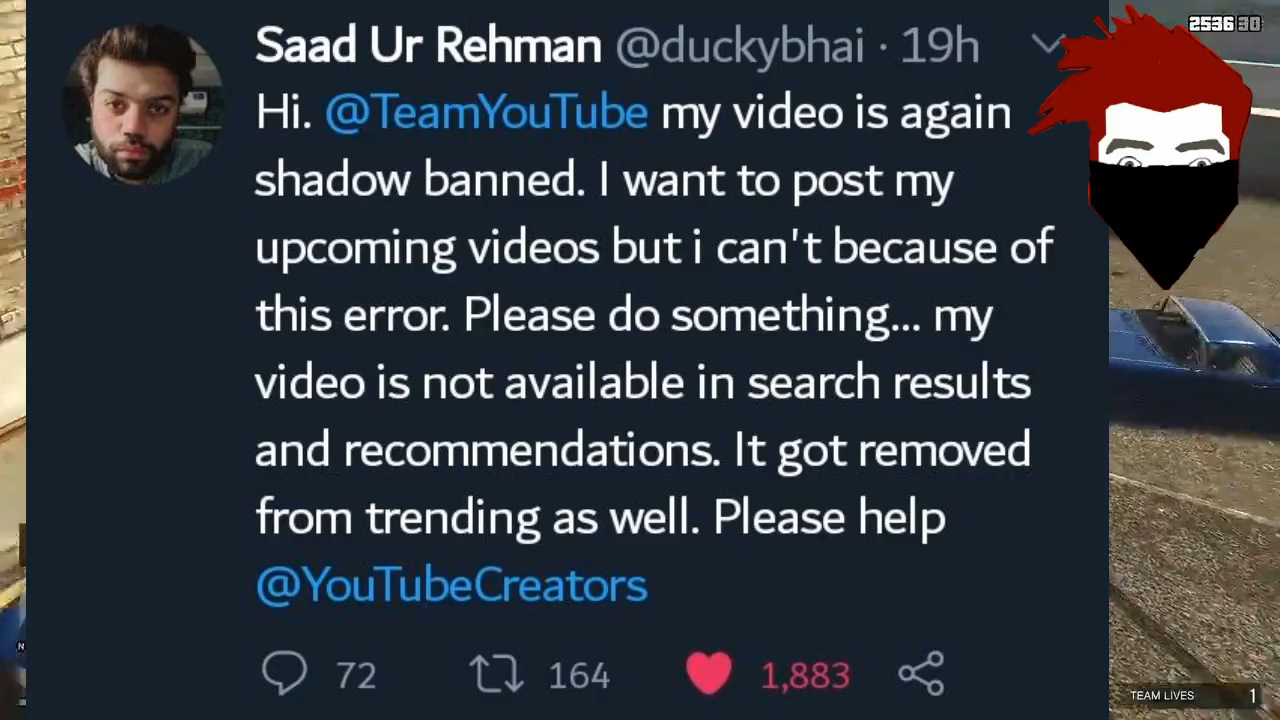 Saad Ur Rehman @duckybhai · 19h
Hi. @TeamYouTube my video is again
shadow banned. I want to post my
upcoming videos but i can't because of
this error. Please do something... my
video is not available in search results
and recommendations. It got removed
from trending as well. Please help
@YouTubeCreators
72 164 1,883
253630
N
TEAM LIVES 1